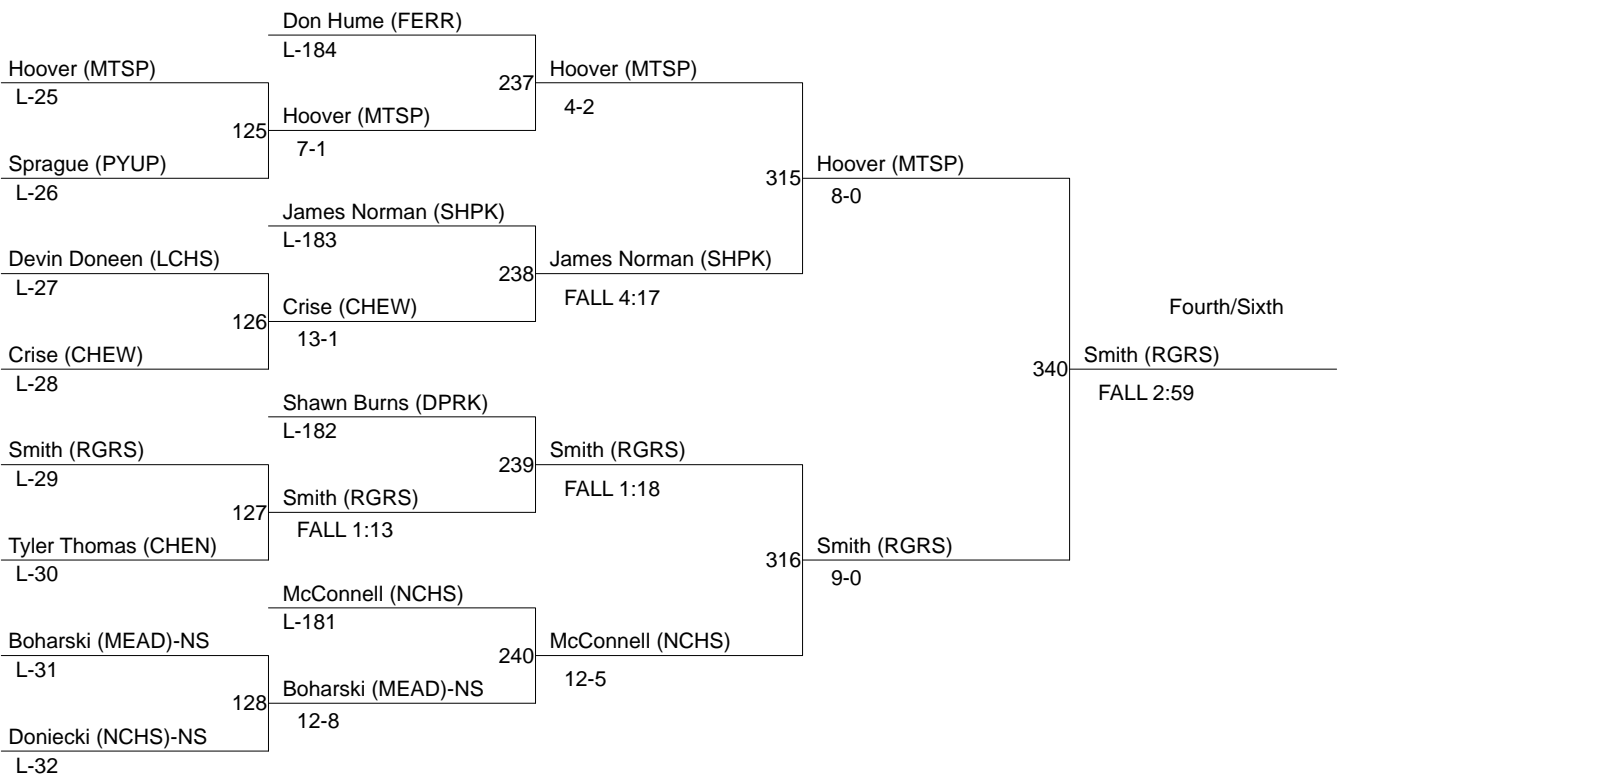 Don Hume (FERR)
L-184
Hoover (MTSP)
L-25
237
Hoover (MTSP)
4-2
Hoover (MTSP)
7-1
125
Sprague (PYUP)
L-26
315
Hoover (MTSP)
8-0
James Norman (SHPK)
L-183
Devin Doneen (LCHS)
L-27
238
James Norman (SHPK)
FALL 4:17
Crise (CHEW)
13-1
126
Crise (CHEW)
L-28
Fourth/Sixth
340
Smith (RGRS)
FALL 2:59
Shawn Burns (DPRK)
L-182
Smith (RGRS)
L-29
239
Smith (RGRS)
FALL 1:18
Smith (RGRS)
FALL 1:13
127
Tyler Thomas (CHEN)
L-30
316
Smith (RGRS)
9-0
McConnell (NCHS)
L-181
Boharski (MEAD)-NS
L-31
240
McConnell (NCHS)
12-5
Boharski (MEAD)-NS
12-8
128
Doniecki (NCHS)-NS
L-32